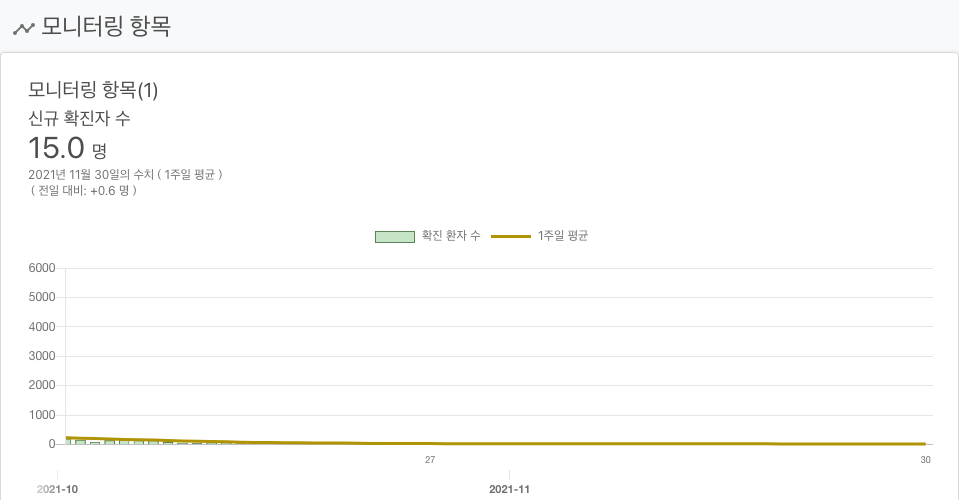 모니터링 항목
모니터링 항목(1)
신규 확진자 수
15.0 명
2021년 11월 30일의 수치 ( 1주일 평균 )
( 전일 대비: +0.6 명 )
확진 환자 수 1주일 평균
6000
5000
4000
3000
2000
1000
0
27 30
2021-10 2021-11